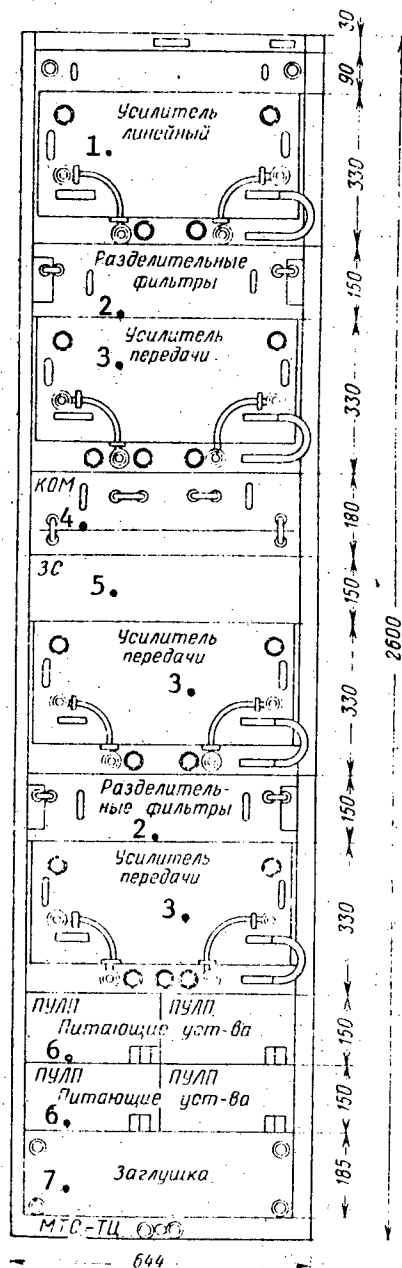 30
90
Усилитель
линейный
1.
330
Разделительные
фильтры
2.
150
Усилитель
передачи
3.
330
КОМ
4.
180
ЗС
5.
150
2600
Усилитель
передачи
3.
330
Разделитель-
ные фильтры
2.
150
Усилитель
передачи
3.
330
ПУЛП ПУЛП
Питающие уст-ва
6.
150
ПУЛП ПУЛП
Питающие уст-ва
6.
150
7. Заглушка
185
МТС-ТЦ
644